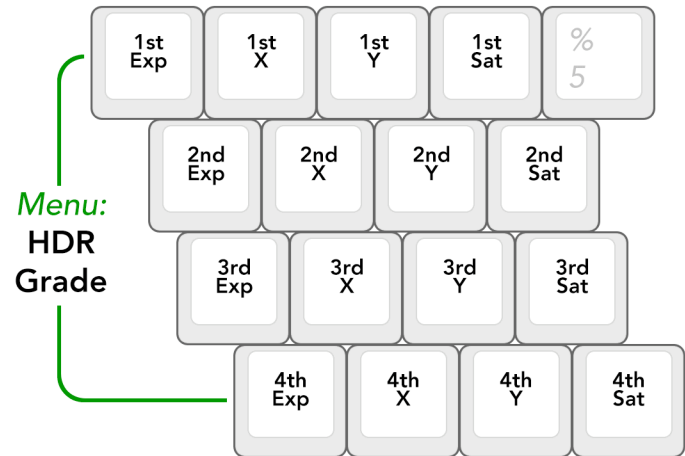 1st
Exp
1st
X
1st
Y
1st
Sat
%
5
2nd
Exp
2nd
X
2nd
Y
2nd
Sat
Menu:
HDR
Grade
3rd
Exp
3rd
X
3rd
Y
3rd
Sat
4th
Exp
4th
X
4th
Y
4th
Sat